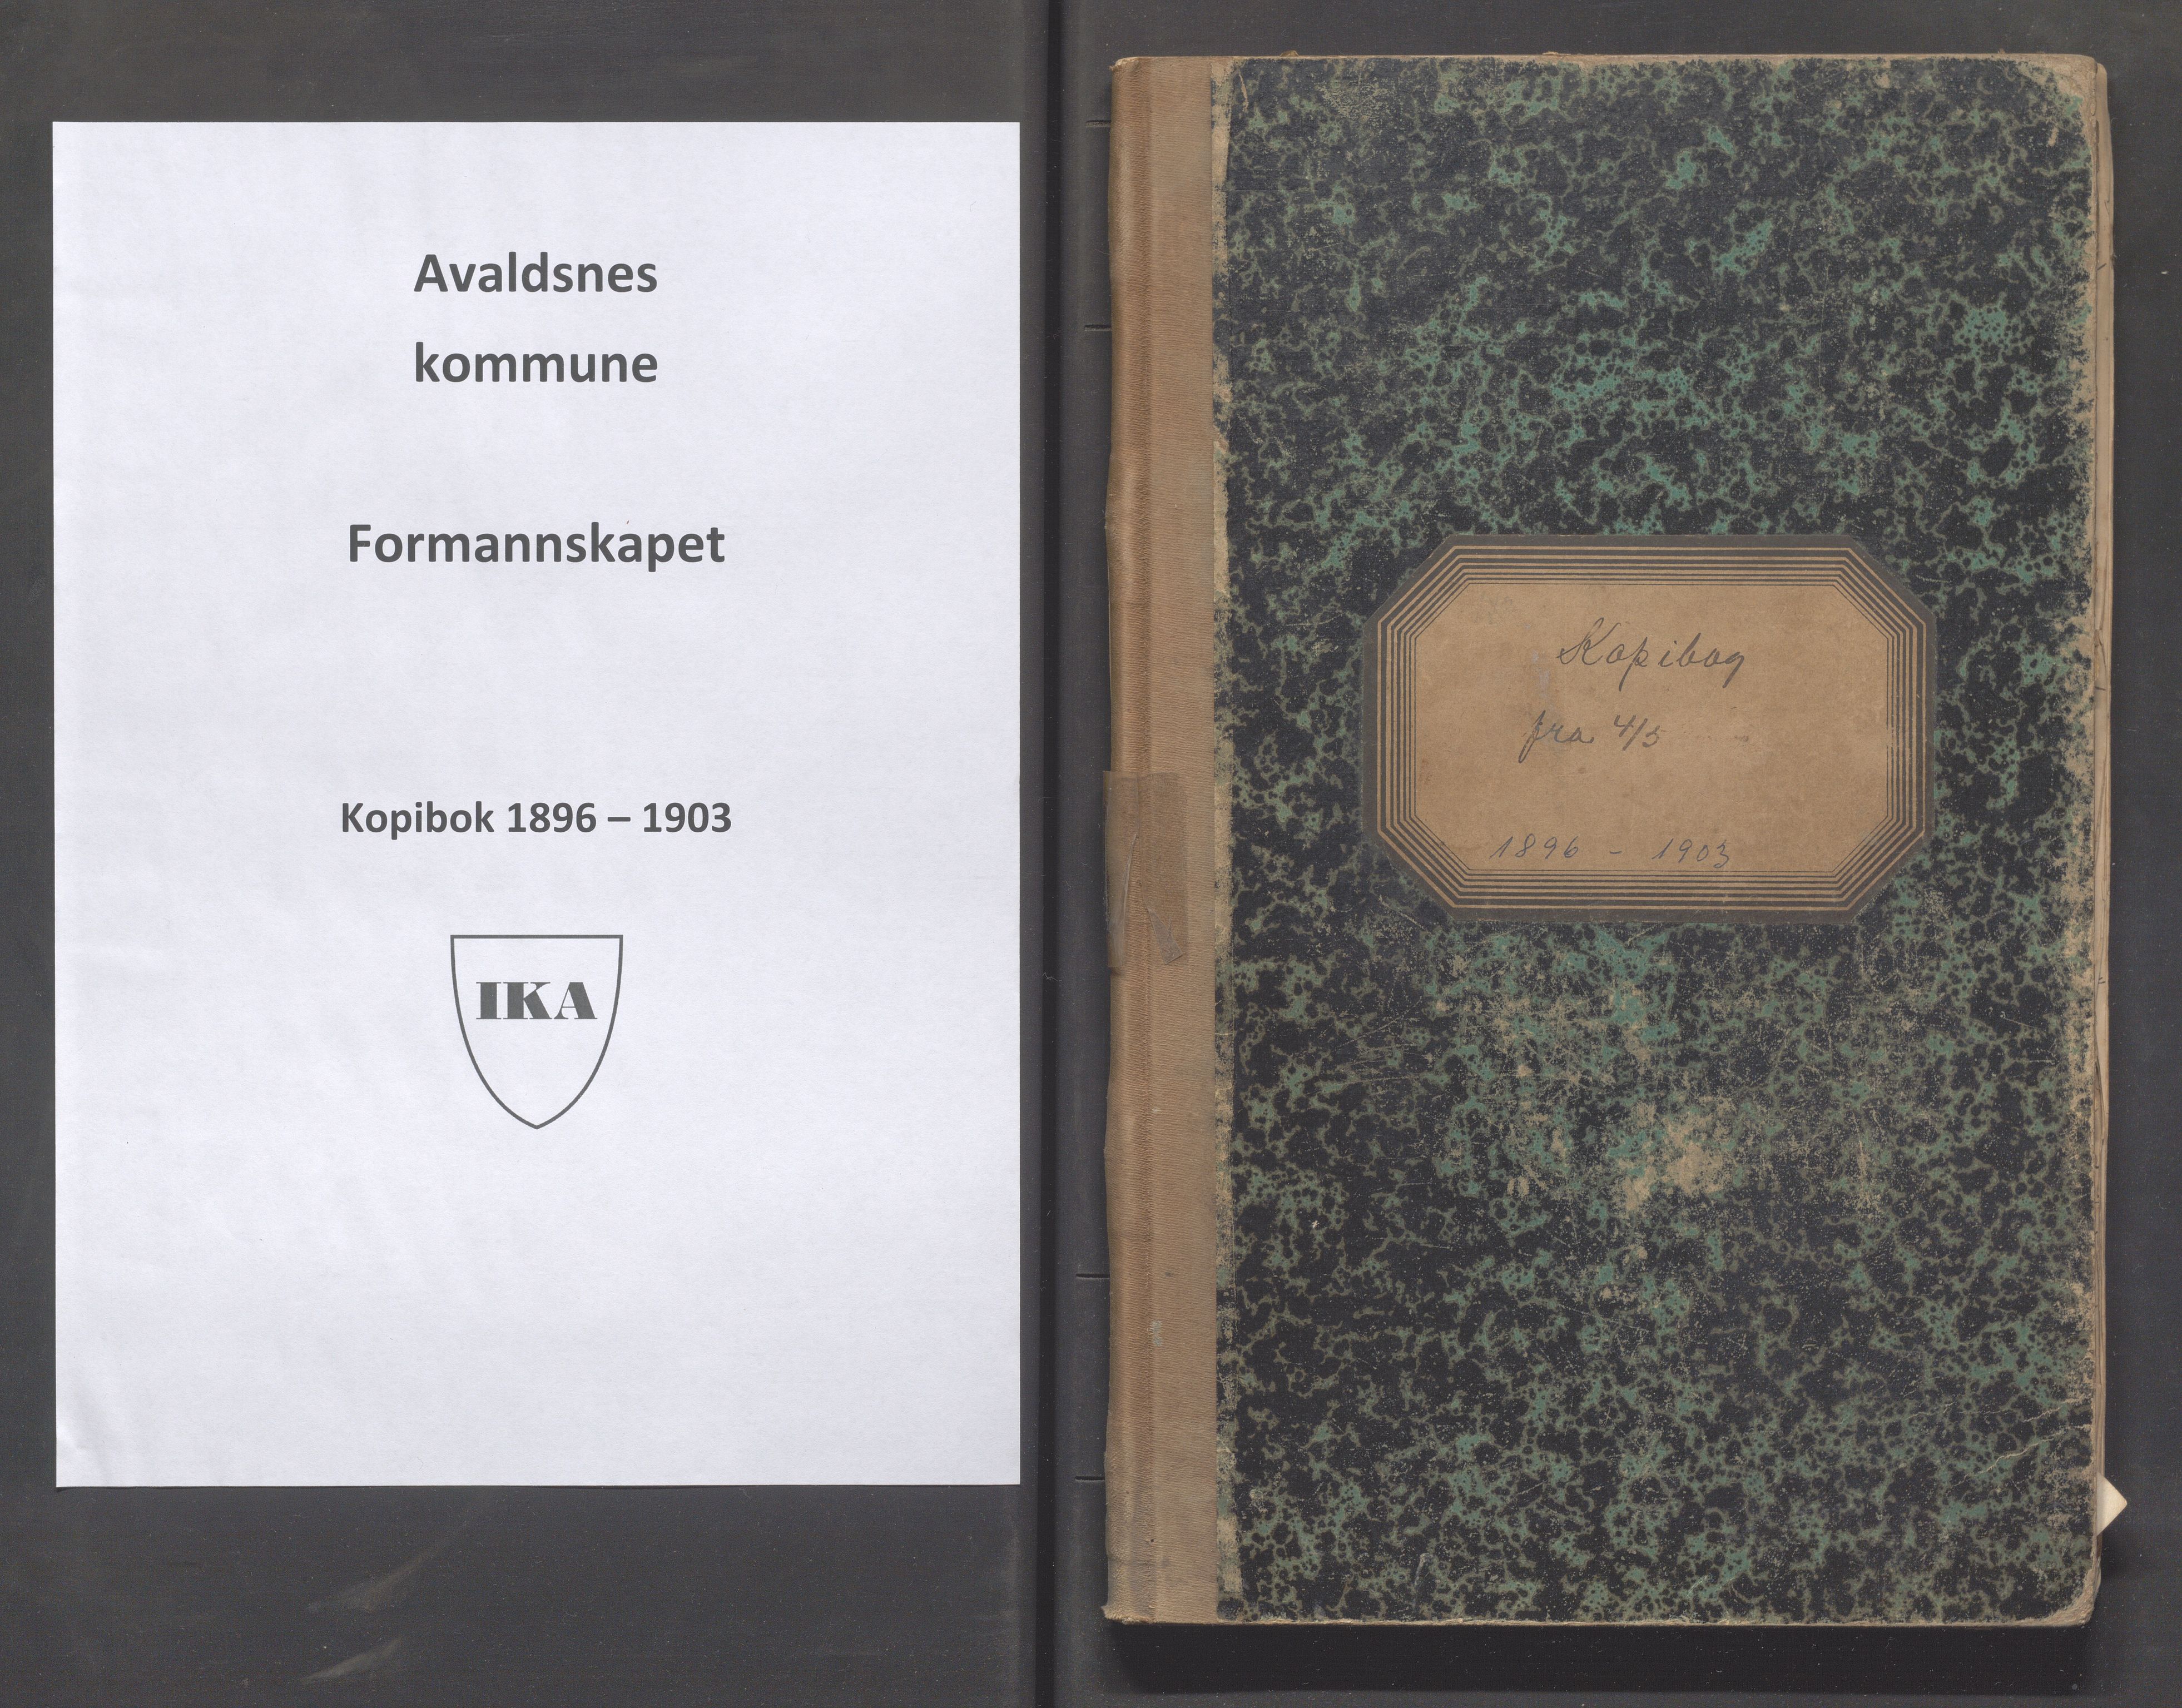 Avaldsnes
kommune
Formannskapet
Kopibok 1896 – 1903
IKA
Kopibog
fra 4/5
1896 - 1903